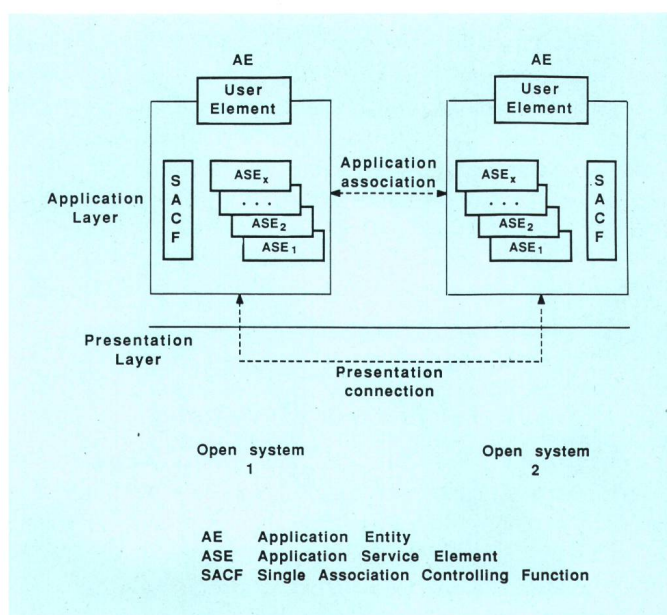 AE
User
Element
AE
User
Element
Application
Layer
S
A
C
F
ASEx
. . .
ASE2
ASE1
Application
association
ASEx
. . .
ASE2
ASE1
S
A
C
F
Presentation
Layer
Presentation
connection
Open system
1
Open system
2
AE Application Entity
ASE Application Service Element
SACF Single Association Controlling Function